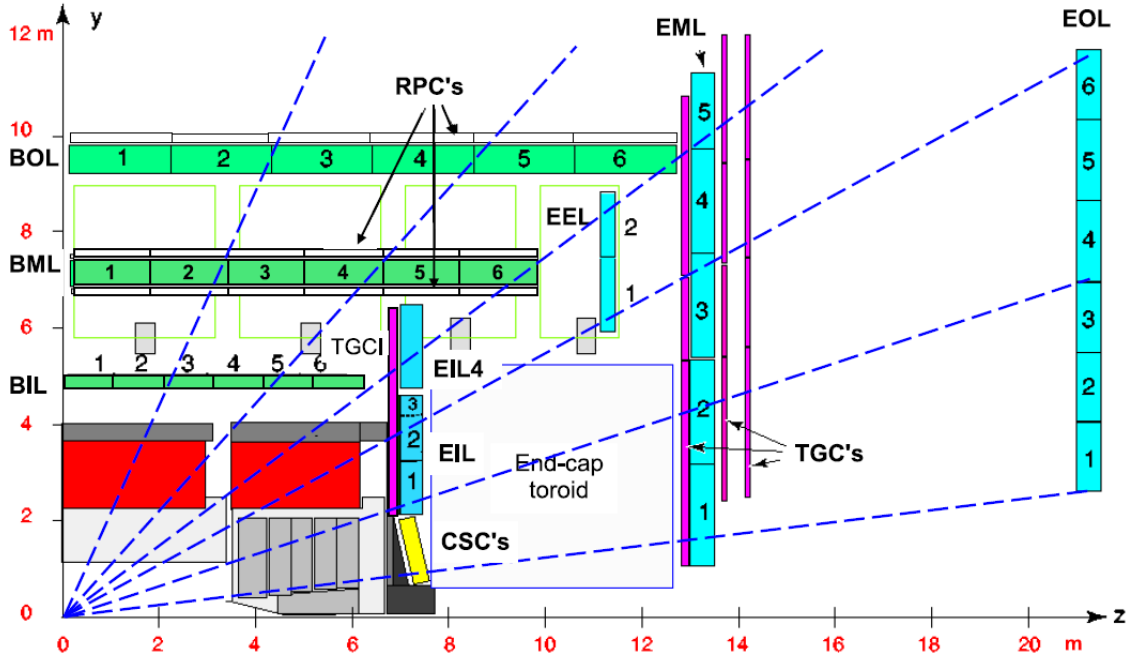 12 m y EML EOL
RPC's
5 6
10
BOL 1 2 3 4 5 6
5
4
8 EEL 2
BML 1 2 3 4 5 6 4
1
3
6 TGCI 3
1 2 3 4 5 6 EIL4
BIL 2
4 3 2
2 EIL End-cap TGC's 1
toroid
1
2 1
CSC's
0 z
0 2 4 6 8 10 12 14 16 18 20 m